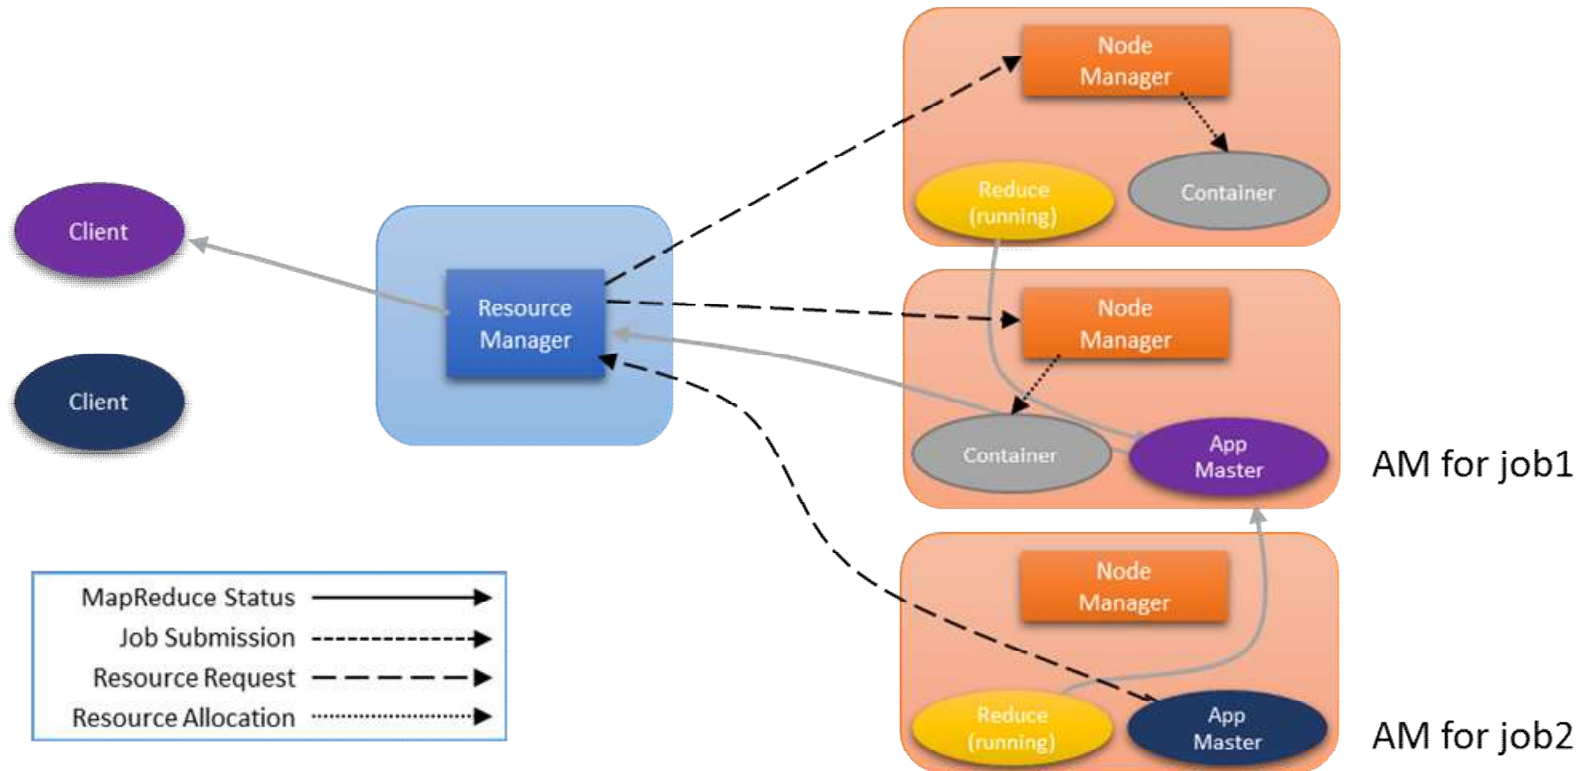 Node
Manager
Reduce
(running)
Container
Client
Resource
Manager
Node
Manager
Client
Container
App
Master
AM for job1
Node
Manager
MapReduce Status
Job Submission
Resource Request
Resource Allocation
Reduce
(running)
App
Master
AM for job2